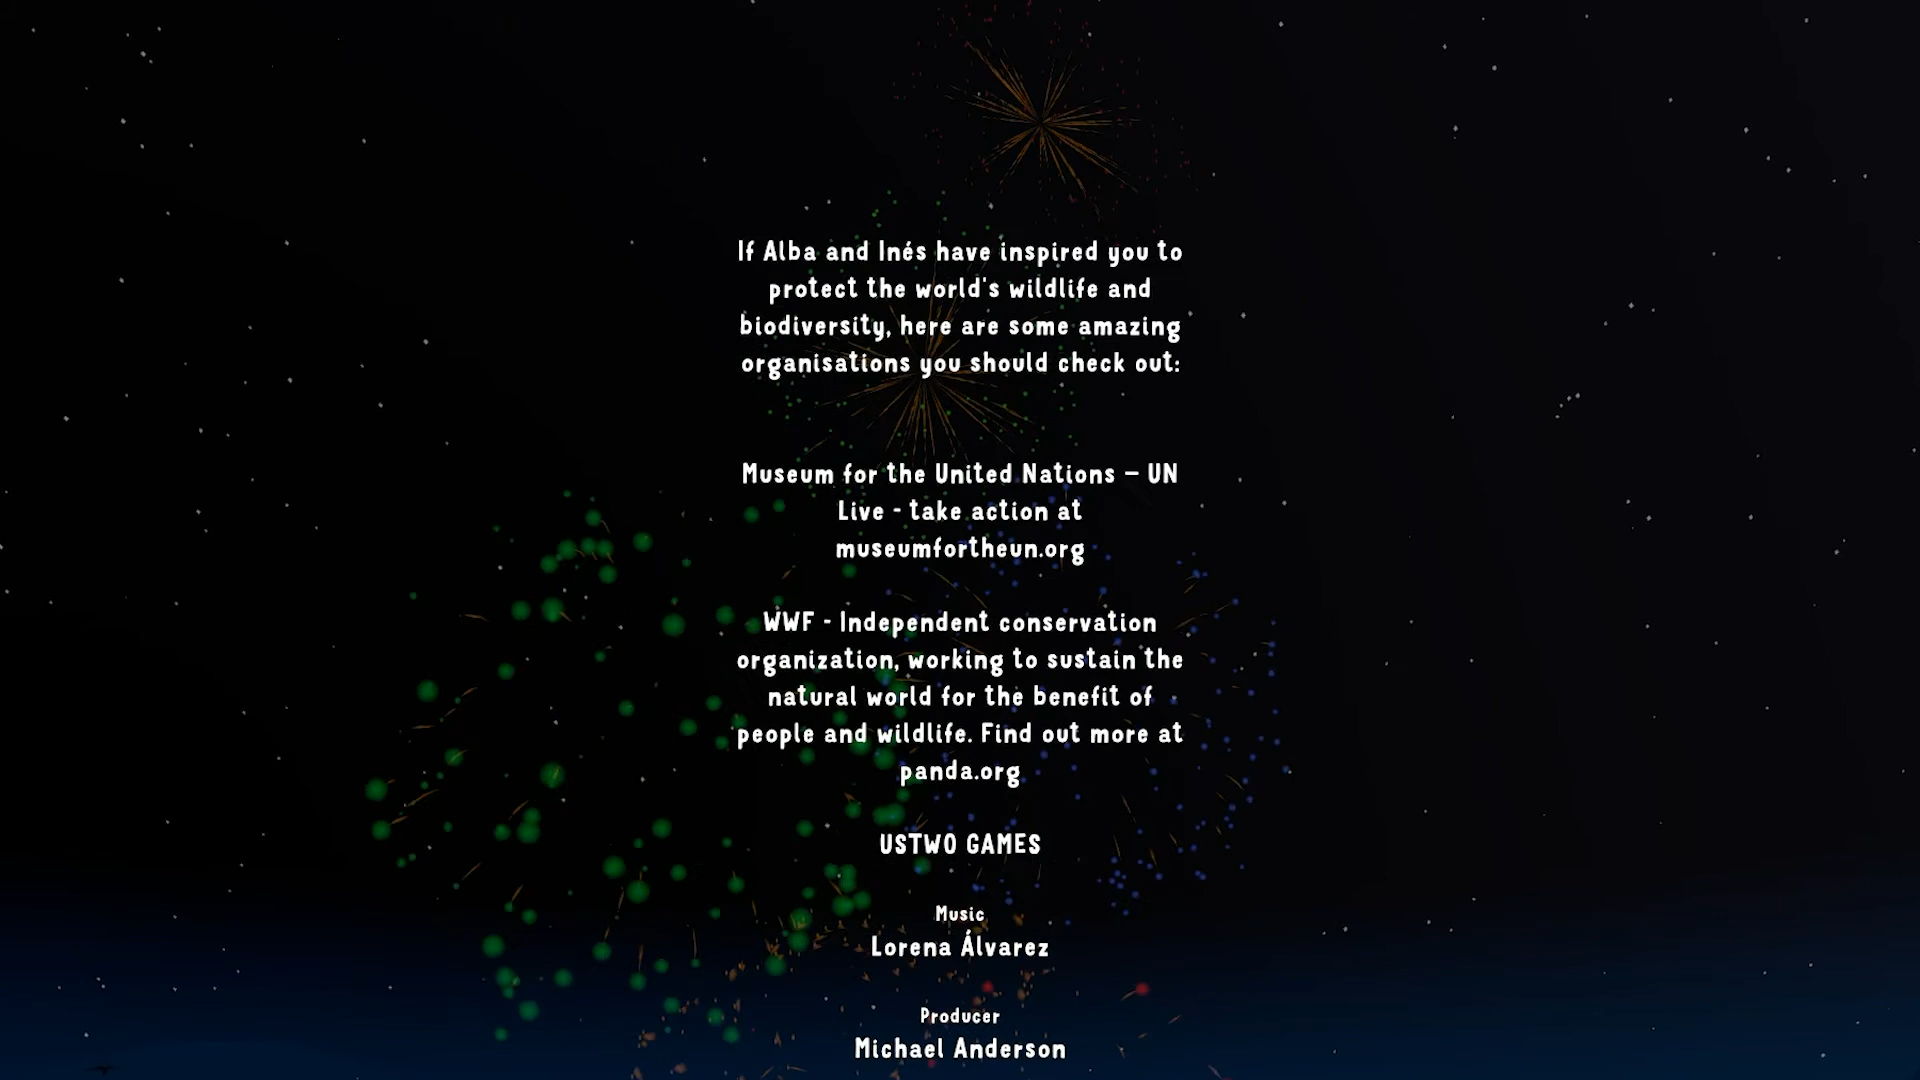 If Alba and Inés have inspired you to
protect the world's wildlife and
biodiversity, here are some amazing
organisations you should check out:
Museum for the United Nations – UN
Live - take action at
museumfortheun.org
WWF - Independent conservation
organization, working to sustain the
natural world for the benefit of
people and wildlife. Find out more at
panda.org
USTWO GAMES
Music
Lorena Álvarez
Producer
Michael Anderson